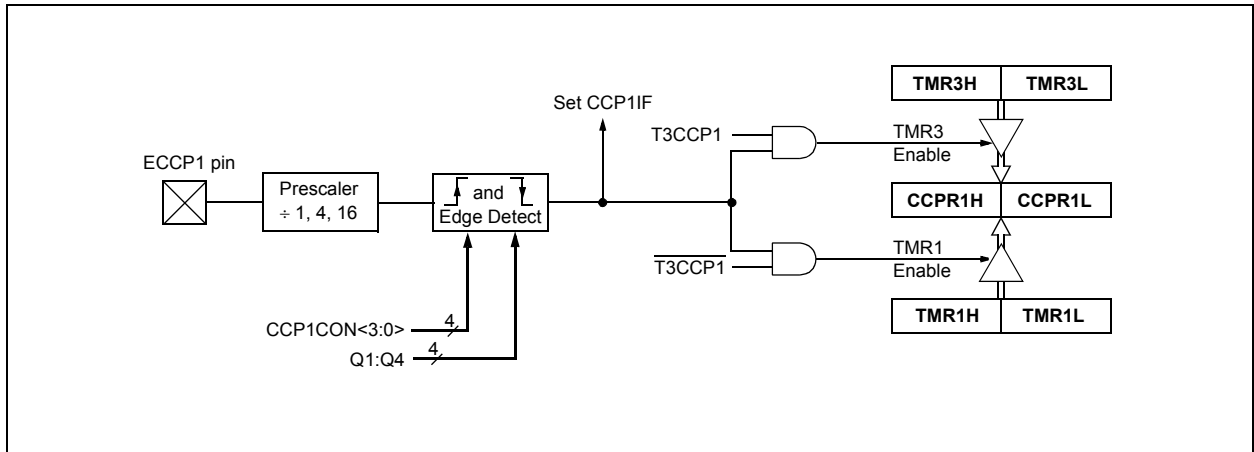 TMR3H TMR3L
Set CCP1IF
T3CCP1
TMR3
Enable
ECCP1 pin
Prescaler
÷ 1, 4, 16
and
Edge Detect
CCPR1H CCPR1L
T3CCP1
TMR1
Enable
TMR1H TMR1L
CCP1CON<3:0>
4
Q1:Q4
4